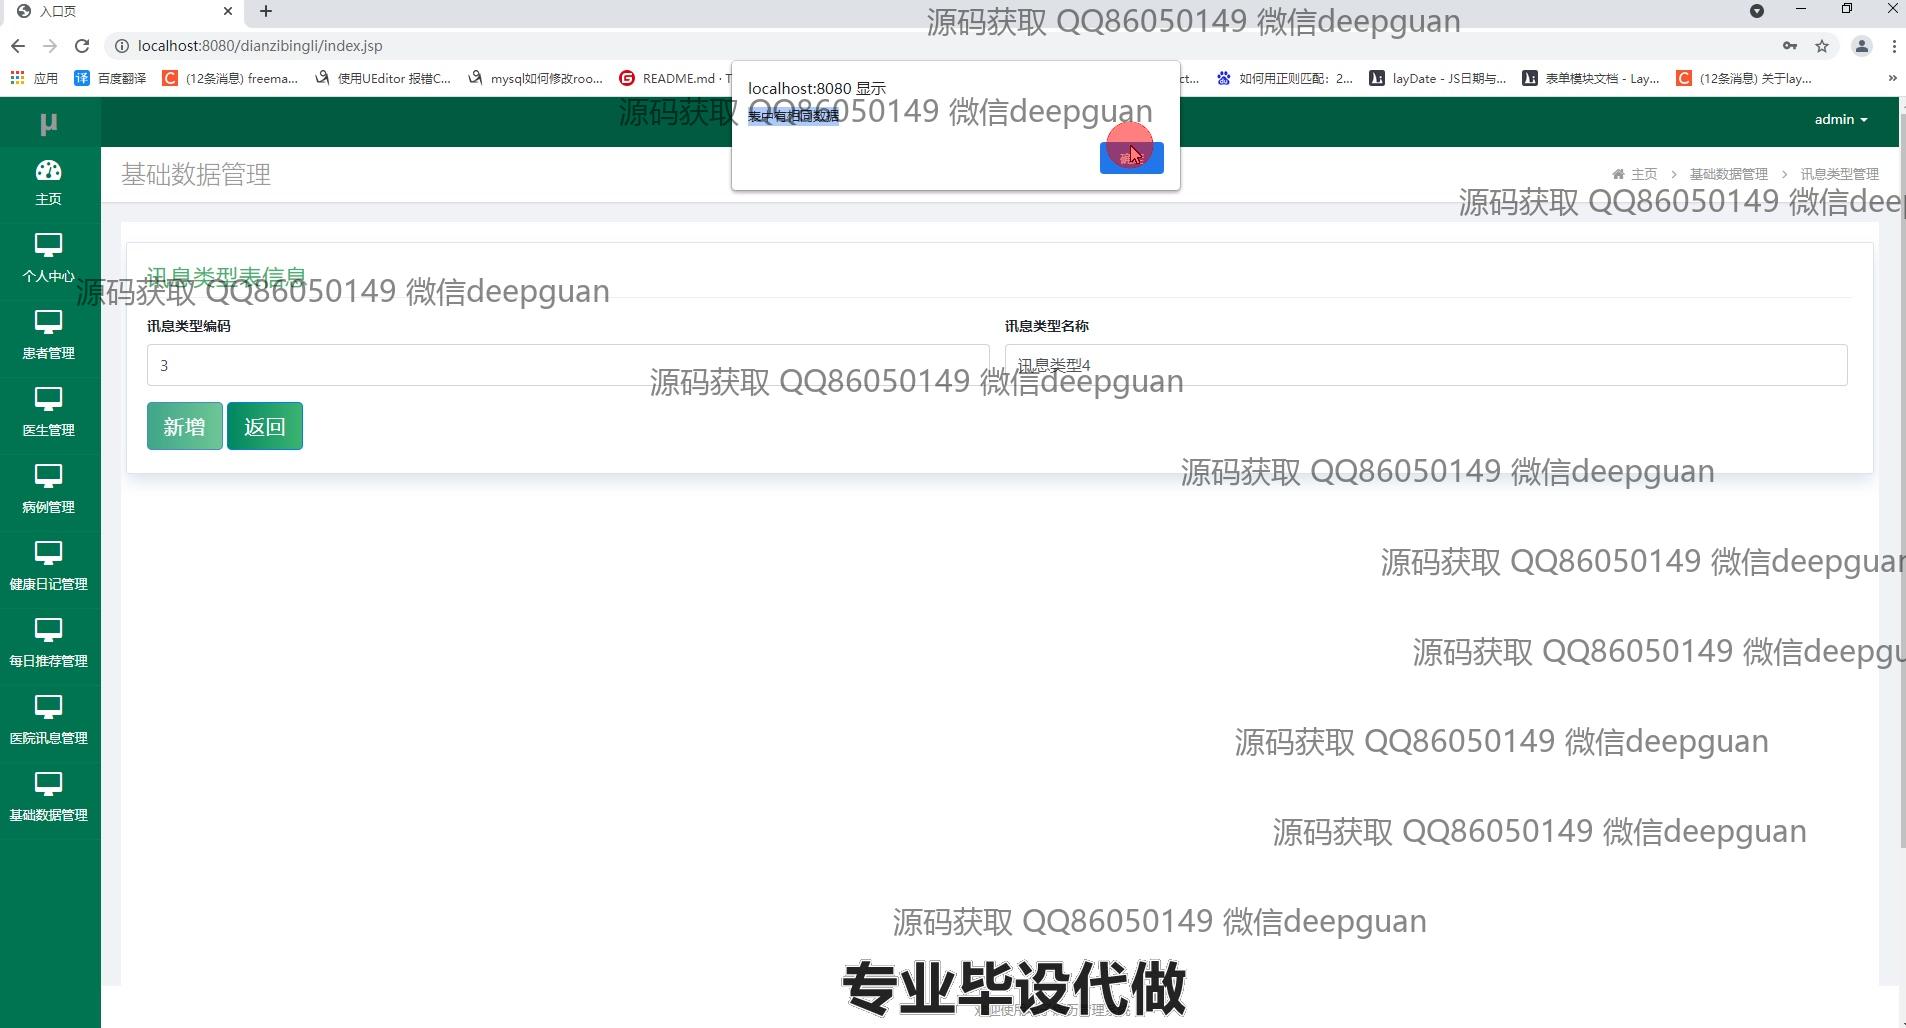 入口页
源码获取 QQ86050149 微信deepguan
localhost:8080/dianzibingli/index.jsp
应用
百度翻译
(12条消息) freema...
使用UEditor 报错C...
mysql如何修改roo...
README.md · T
ct...
如何用正则匹配：2...
layDate - JS日期与...
表单模块文档 - Lay...
(12条消息) 关于lay...
»
localhost:8080 显示
表中有相同数据
源码获取 QQ86050149 微信deepguan
确定
μ
admin
主页
个人中心
患者管理
医生管理
病例管理
健康日记管理
每日推荐管理
医院讯息管理
基础数据管理
基础数据管理
主页 > 基础数据管理 > 讯息类型管理
源码获取 QQ86050149 微信dee
讯息类型表信息
源码获取 QQ86050149 微信deepguan
讯息类型编码
讯息类型名称
3
讯息类型4
源码获取 QQ86050149 微信deepguan
新增
返回
源码获取 QQ86050149 微信deepguan
源码获取 QQ86050149 微信deepguan
源码获取 QQ86050149 微信deepgu
源码获取 QQ86050149 微信deepguan
源码获取 QQ86050149 微信deepguan
源码获取 QQ86050149 微信deepguan
专业毕设代做